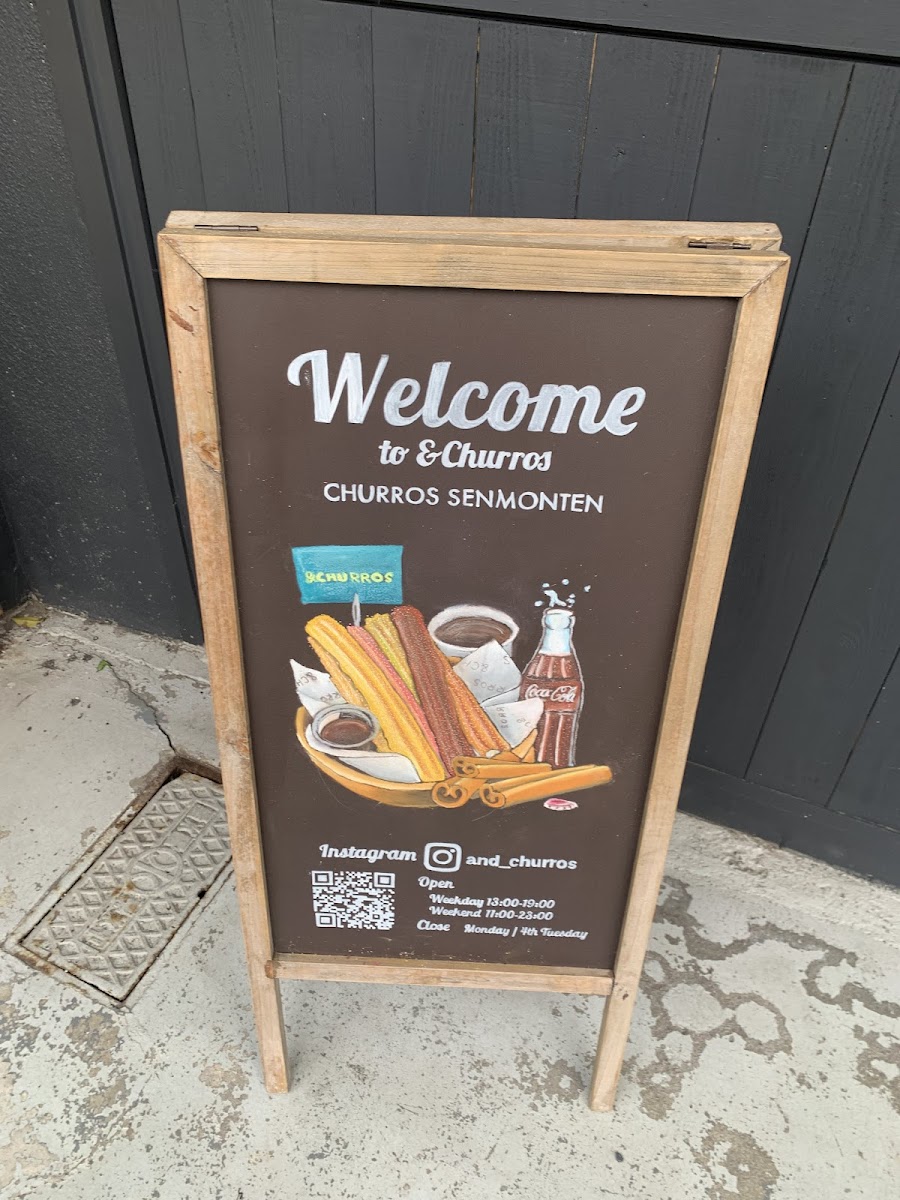 Welcome
to &Churros
CHURROS SENMONTEN
&CHURROS
Coca-Cola
Instagram and_churros
Open
Weekday 13:00-19:00
Weekend 11:00-23:00
Close Monday / 4th Tuesday